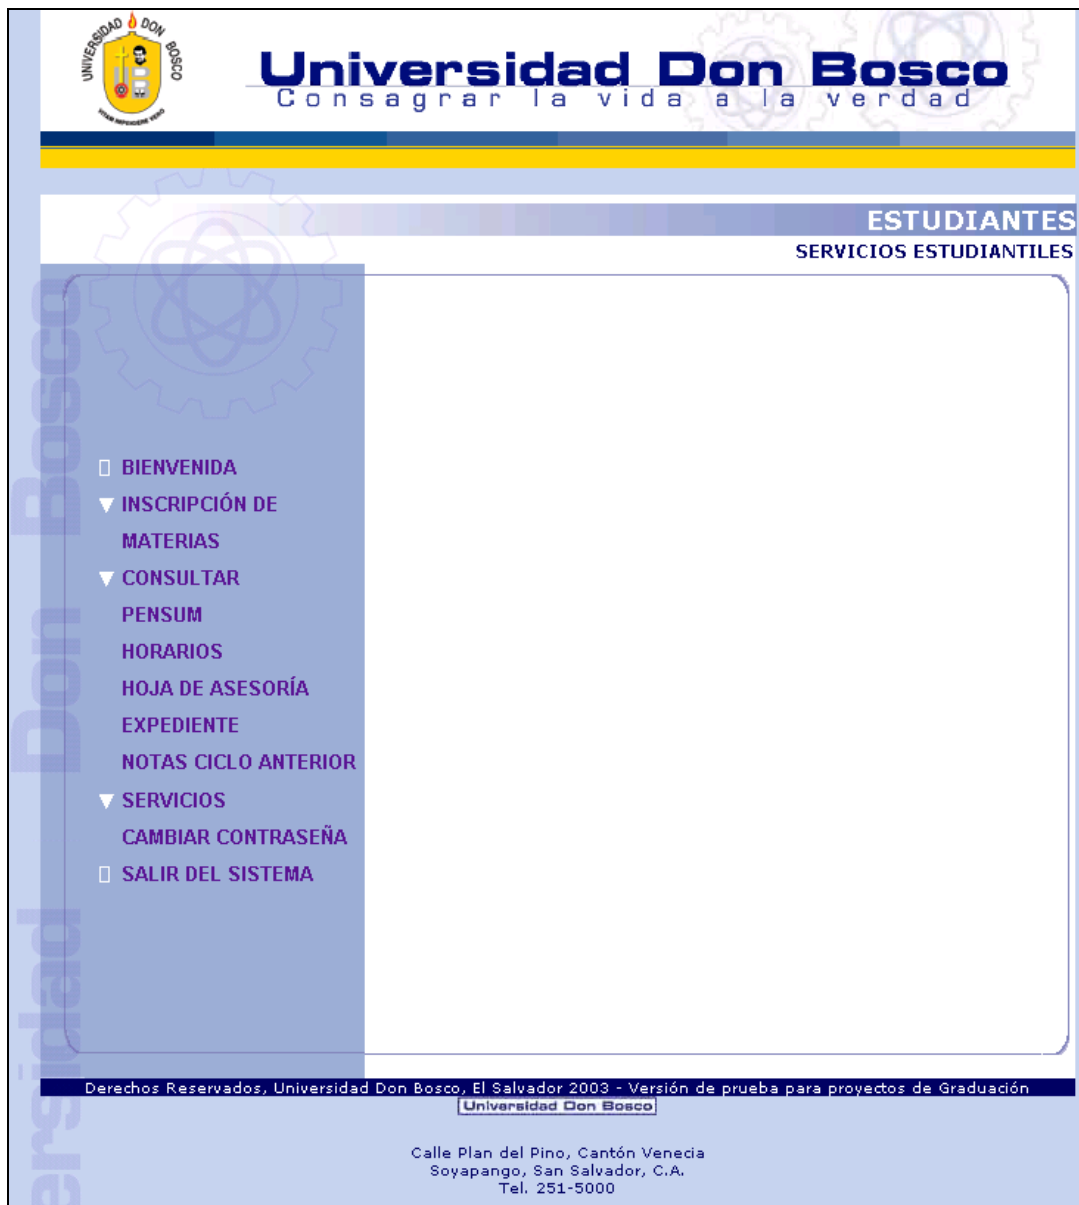 UNIVERSIDAD DON BOSCO
Universidad Don Bosco
Consagrar la vida a la verdad
ESTUDIANTES
SERVICIOS ESTUDIANTILES
BIENVENIDA
INSCRIPCIÓN DE
MATERIAS
CONSULTAR
PENSUM
HORARIOS
HOJA DE ASESORÍA
EXPEDIENTE
NOTAS CICLO ANTERIOR
SERVICIOS
CAMBIAR CONTRASEÑA
SALIR DEL SISTEMA
ersidad Don Bosco
Derechos Reservados, Universidad Don Bosco, El Salvador 2003 - Versión de prueba para proyectos de Graduación
Universidad Don Bosco
Calle Plan del Pino, Cantón Venecia
Soyapango, San Salvador, C.A.
Tel. 251-5000